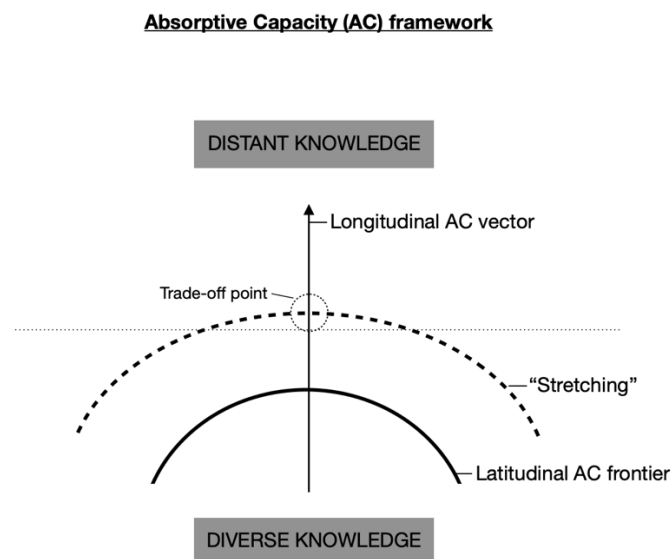 Absorptive Capacity (AC) framework
DISTANT KNOWLEDGE
Longitudinal AC vector
Trade-off point
“Stretching”
Latitudinal AC frontier
DIVERSE KNOWLEDGE